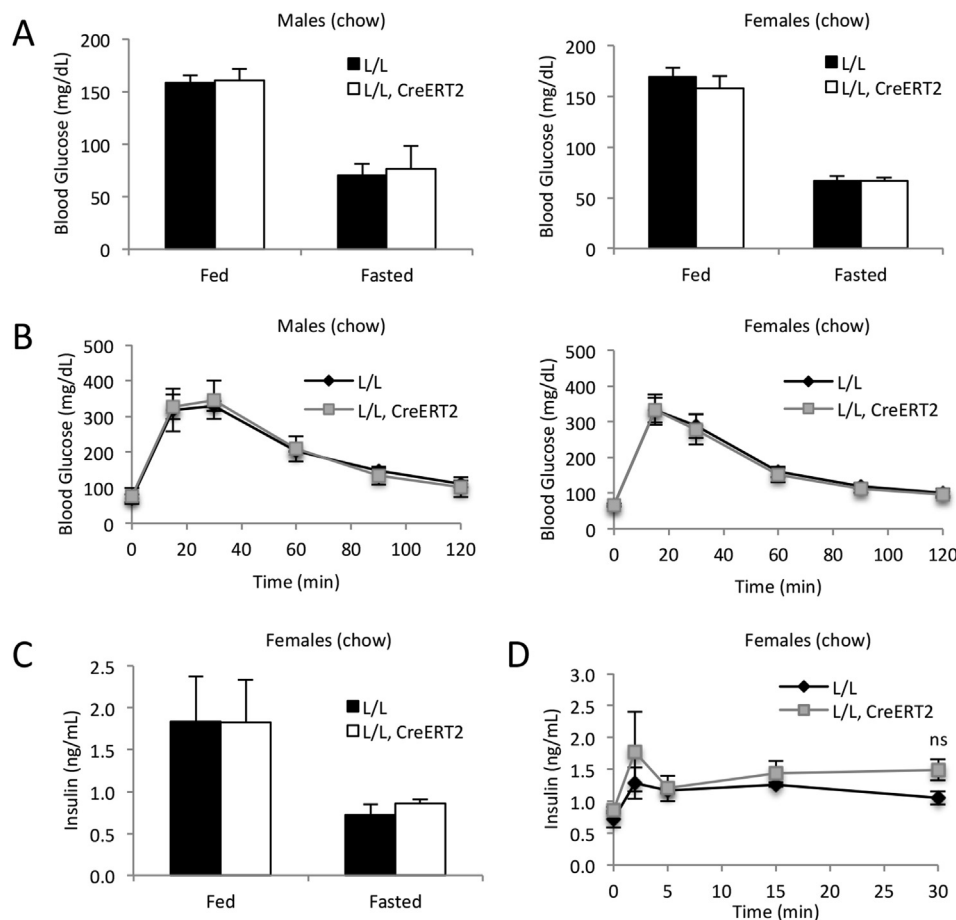 A
Males (chow)
Blood Glucose (mg/dL)
200
150
100
50
0
L/L
L/L, CreERT2
Fed
Fasted
Females (chow)
Blood Glucose (mg/dL)
200
150
100
50
0
L/L
L/L, CreERT2
Fed
Fasted
B
Males (chow)
Blood Glucose (mg/dL)
500
400
300
200
100
0
L/L
L/L, CreERT2
0 20 40 60 80 100 120
Time (min)
Females (chow)
Blood Glucose (mg/dL)
500
400
300
200
100
0
L/L
L/L, CreERT2
0 20 40 60 80 100 120
Time (min)
C
Females (chow)
Insulin (ng/mL)
2.5
2.0
1.5
1.0
0.5
0.0
L/L
L/L, CreERT2
Fed
Fasted
D
Females (chow)
Insulin (ng/mL)
3.0
2.5
2.0
1.5
1.0
0.5
0.0
L/L
L/L, CreERT2
ns
0 5 10 15 20 25 30
Time (min)